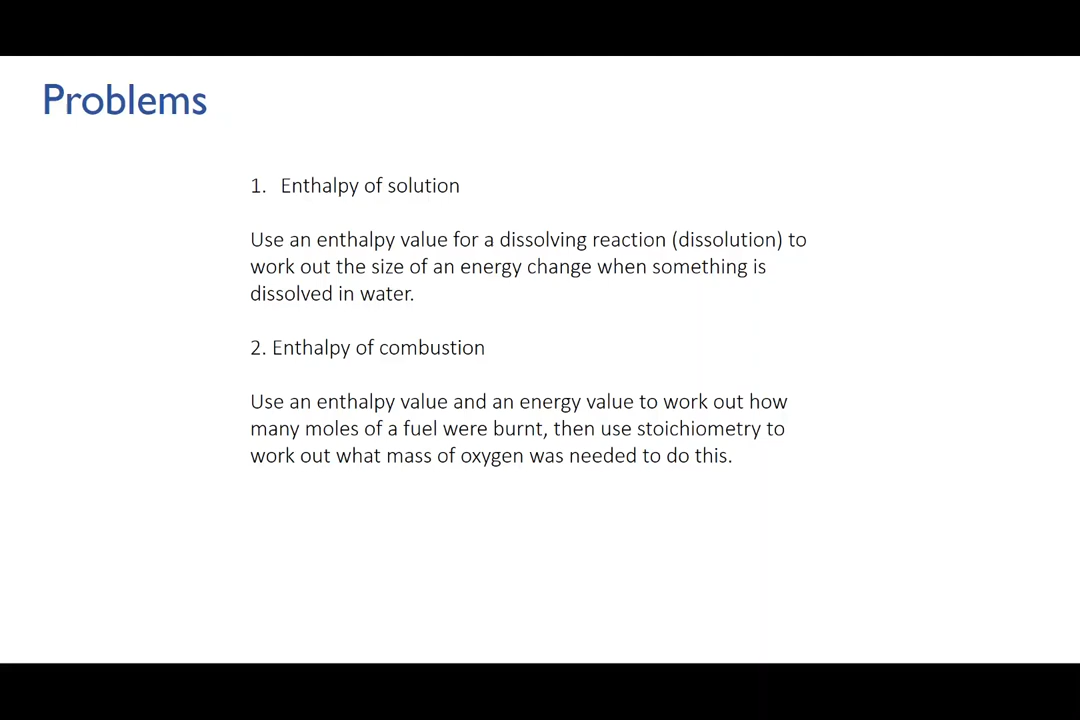 Problems
1. Enthalpy of solution
Use an enthalpy value for a dissolving reaction (dissolution) to
work out the size of an energy change when something is
dissolved in water.
2. Enthalpy of combustion
Use an enthalpy value and an energy value to work out how
many moles of a fuel were burnt, then use stoichiometry to
work out what mass of oxygen was needed to do this.